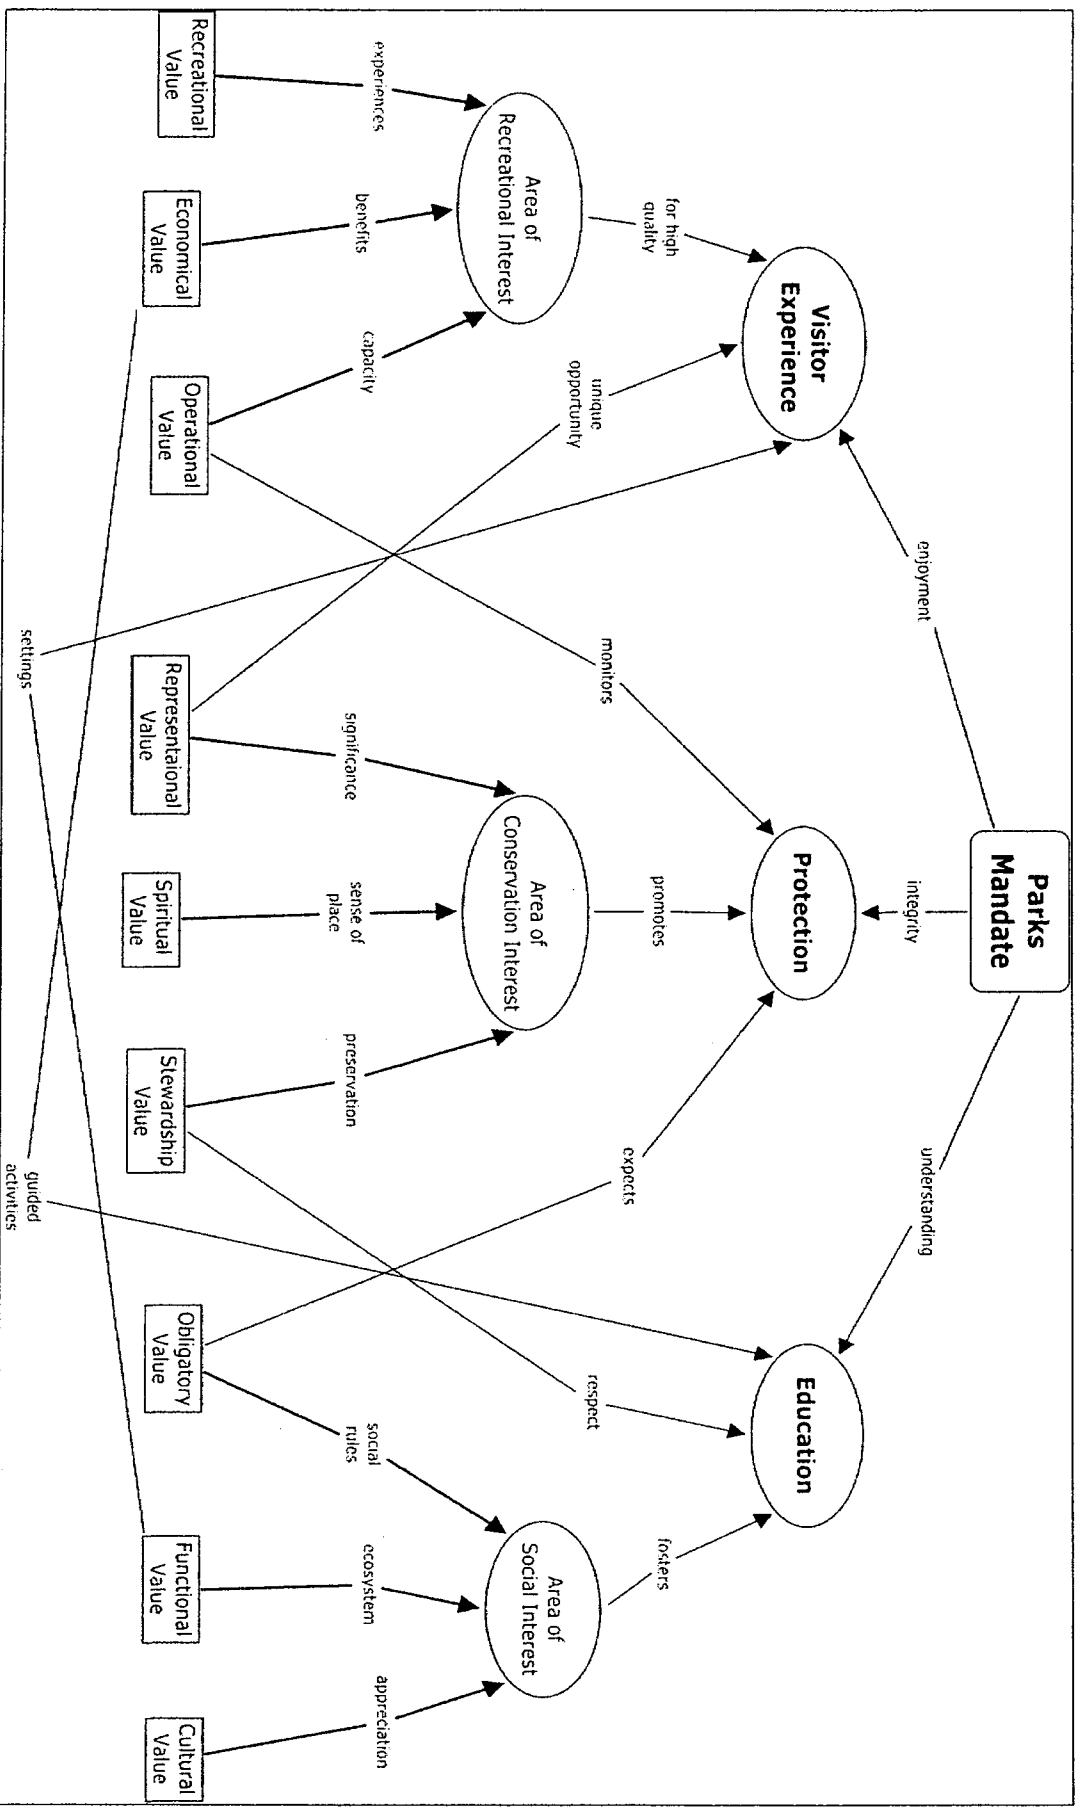 Parks
Mandate
enjoyment
integrity
understanding
Visitor
Experience
Protection
Education
for high
quality
unique
opportunity
monitors
promotes
expects
respect
fosters
Area of
Recreational Interest
Area of
Conservation Interest
Area of
Social Interest
experiences
benefits
capacity
significance
sense of
place
preservation
social
rules
ecosystem
appreciation
Recreational
Value
Economical
Value
Operational
Value
Representaional
Value
Spiritual
Value
Stewardship
Value
Obligatory
Value
Functional
Value
Cultural
Value
settings
guided
activities